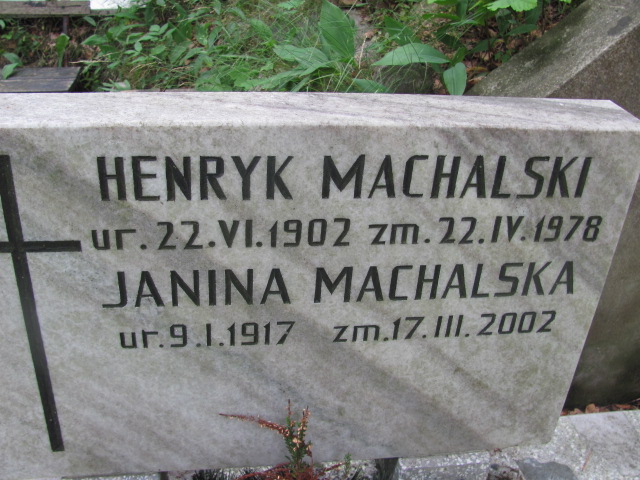 HENRYK MACHALSKI
ur. 22.VI.1902 zm. 22.IV.1978
JANINA MACHALSKA
ur. 9.I.1917 zm. 17.III.2002